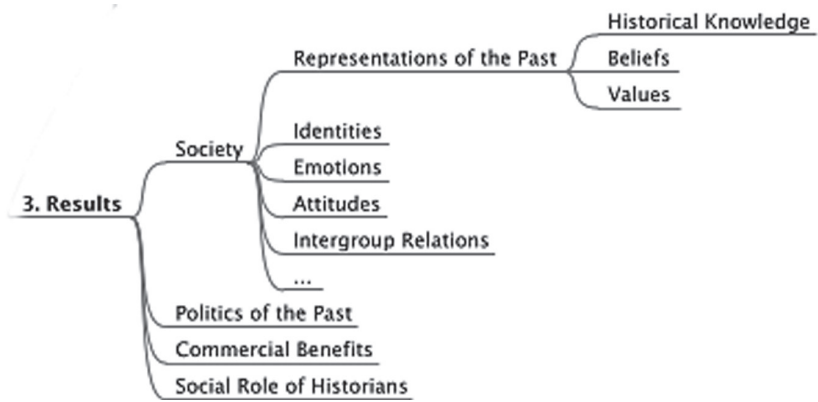 Historical Knowledge
Representations of the Past
Beliefs
Values
Identities
Society
Emotions
3. Results
Attitudes
Intergroup Relations
...
Politics of the Past
Commercial Benefits
Social Role of Historians